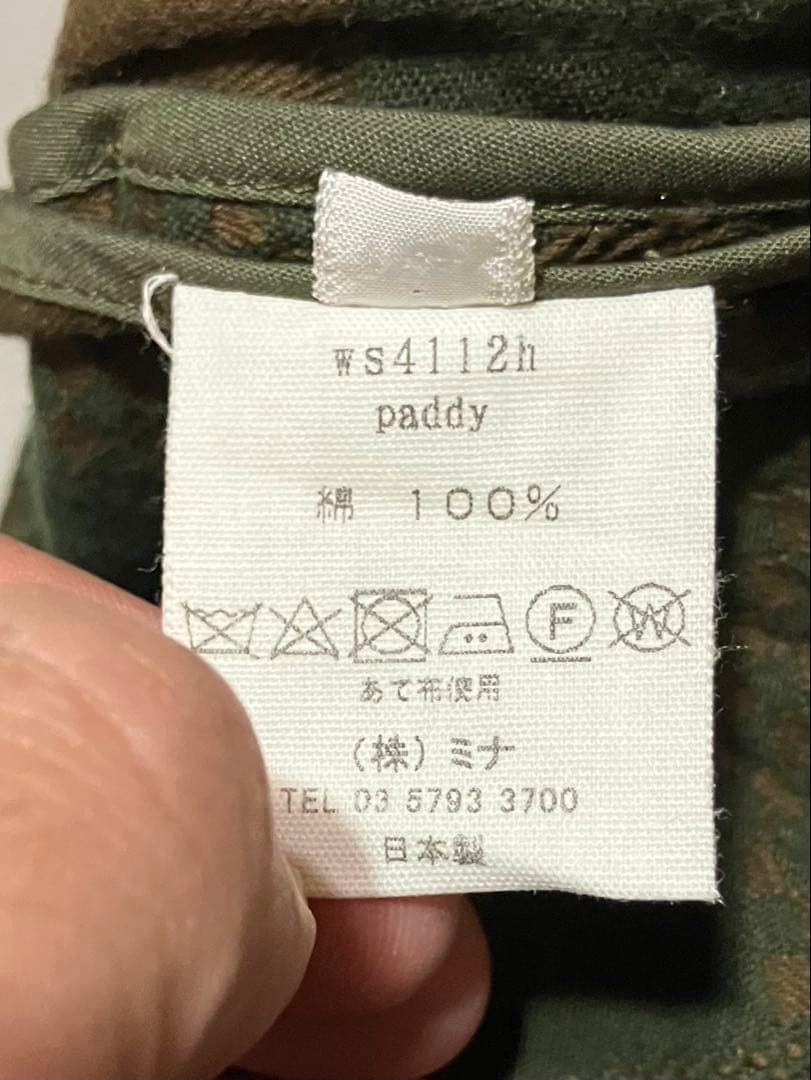 ws4112h
paddy
綿 100%
F W
あて布使用
(株)ミナ
TEL 03 5793 3700
日本製